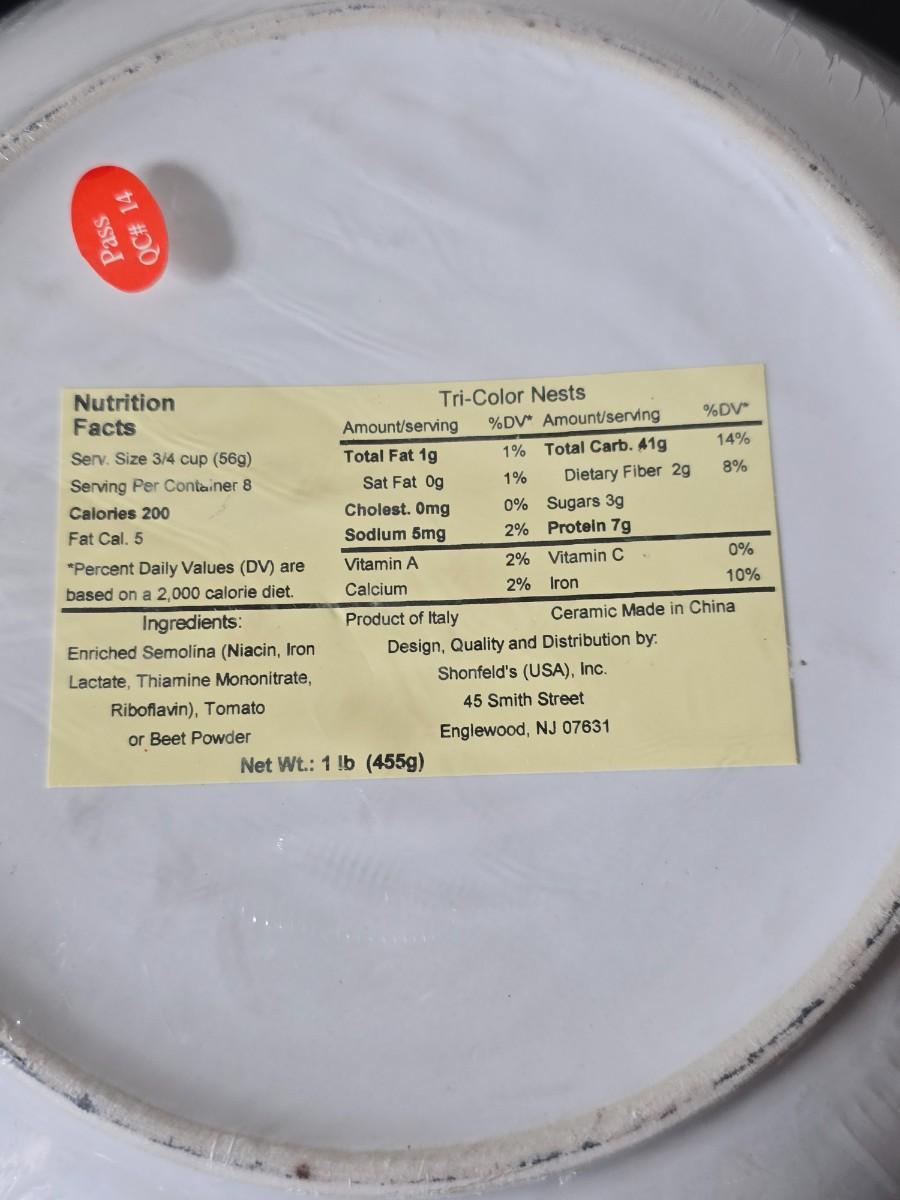 Pass
QC# 14
Nutrition
Facts
Serv. Size 3/4 cup (56g)
Serving Per Container 8
Calories 200
Fat Cal. 5
*Percent Daily Values (DV) are
based on a 2,000 calorie diet.
Tri-Color Nests
Amount/serving %DV* Amount/serving %DV*
Total Fat 1g 1% Total Carb. 41g 14%
Sat Fat 0g 1% Dietary Fiber 2g 8%
Cholest. 0mg 0% Sugars 3g
Sodium 5mg 2% Protein 7g
Vitamin A 2% Vitamin C 0%
Calcium 2% Iron 10%
Ingredients:
Enriched Semolina (Niacin, Iron
Lactate, Thiamine Mononitrate,
Riboflavin), Tomato
or Beet Powder
Product of Italy Ceramic Made in China
Design, Quality and Distribution by:
Shonfeld's (USA), Inc.
45 Smith Street
Englewood, NJ 07631
Net Wt.: 1 lb (455g)